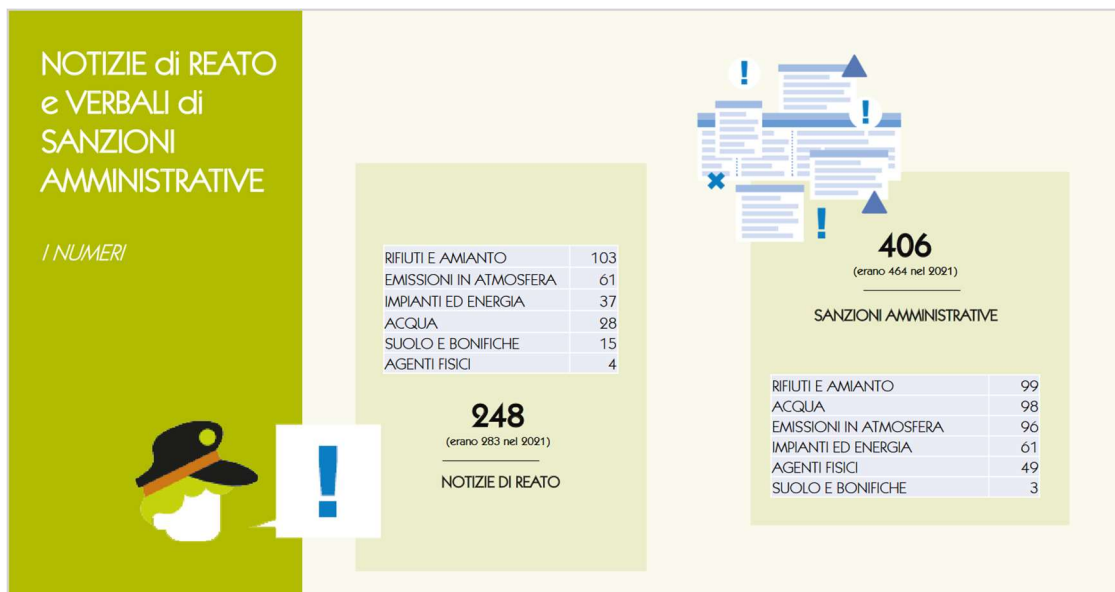 NOTIZIE di REATO
e VERBALI di
SANZIONI
AMMINISTRATIVE
I NUMERI
RIFIUTI E AMIANTO 103
EMISSIONI IN ATMOSFERA 61
IMPIANTI ED ENERGIA 37
ACQUA 28
SUOLO E BONIFICHE 15
AGENTI FISICI 4
248
(erano 283 nel 2021)
NOTIZIE DI REATO
!
406
(erano 464 nel 2021)
SANZIONI AMMINISTRATIVE
RIFIUTI E AMIANTO 99
ACQUA 98
EMISSIONI IN ATMOSFERA 96
IMPIANTI ED ENERGIA 61
AGENTI FISICI 49
SUOLO E BONIFICHE 3